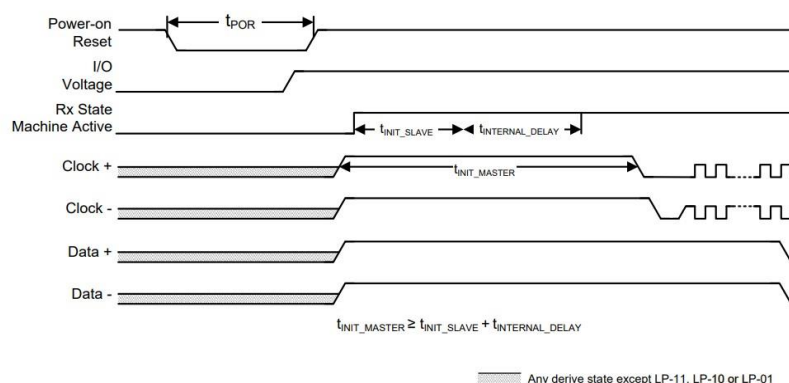 Power-on
Reset
tPOR
I/O
Voltage
Rx State
Machine Active
tINIT_SLAVE
tINTERNAL_DELAY
Clock +
tINIT_MASTER
Clock -
Data +
Data -
tINIT_MASTER ≥ tINIT_SLAVE + tINTERNAL_DELAY
Any derive state except LP-11, LP-10 or LP-01